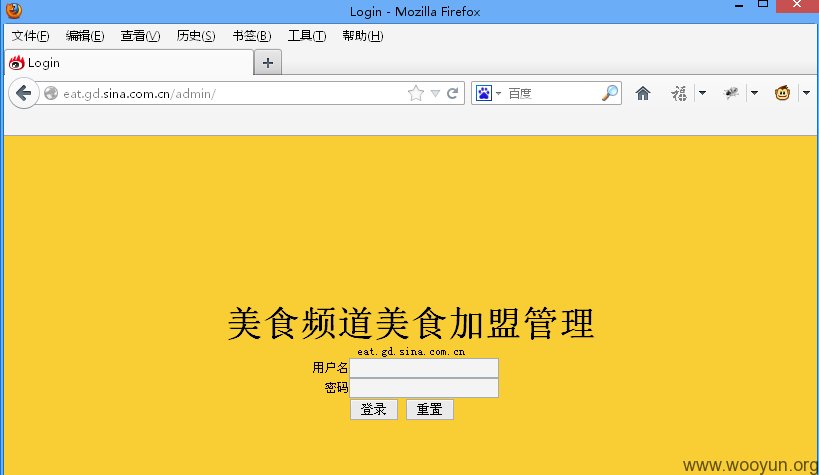 Login - Mozilla Firefox
文件(F) 编辑(E) 查看(V) 历史(S) 书签(B) 工具(T) 帮助(H)
Login
eat.gd.sina.com.cn/admin/ 百度 福
美食频道美食加盟管理
eat.gd.sina.com.cn
用户名
密码
登录 重置
www.wooyun.org